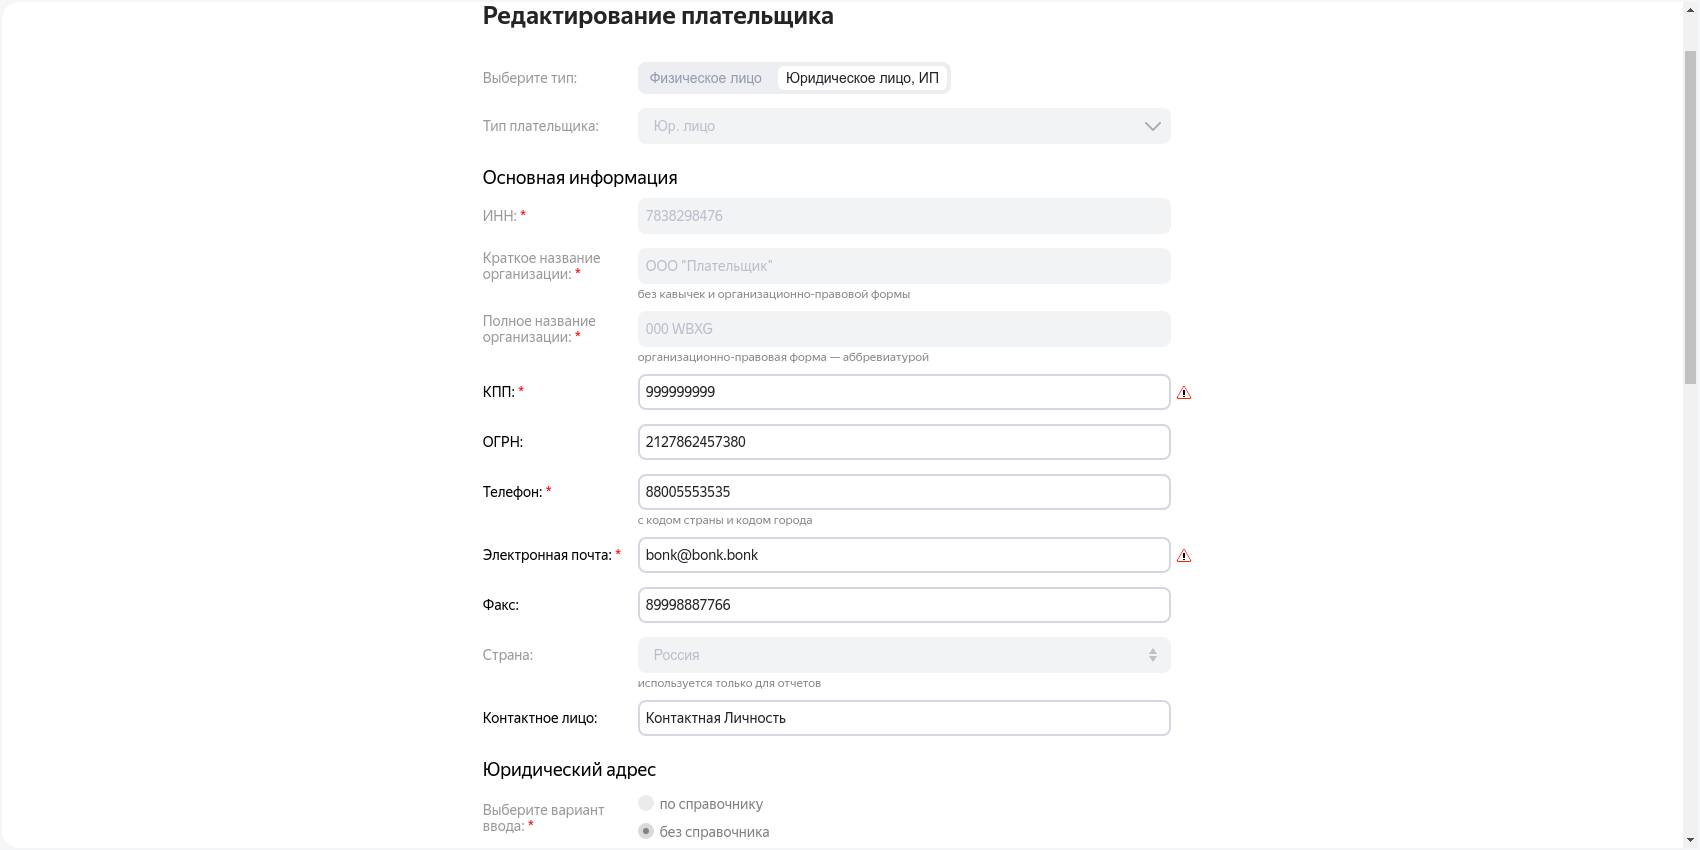 Редактирование плательщика
Выберите тип:
Физическое лицо Юридическое лицо, ИП
Тип плательщика:
Юр. лицо
Основная информация
ИНН: *
7838298476
Краткое название
организации: *
ООО "Плательщик"
без кавычек и организационно-правовой формы
Полное название
организации: *
000 WBXG
организационно-правовая форма — аббревиатурой
КПП: *
999999999
ОГРН:
2127862457380
Телефон: *
88005553535
с кодом страны и кодом города
Электронная почта: *
bonk@bonk.bonk
Факс:
89998887766
Страна:
Россия
используется только для отчетов
Контактное лицо:
Контактная Личность
Юридический адрес
Выберите вариант
ввода: *
по справочнику
без справочника